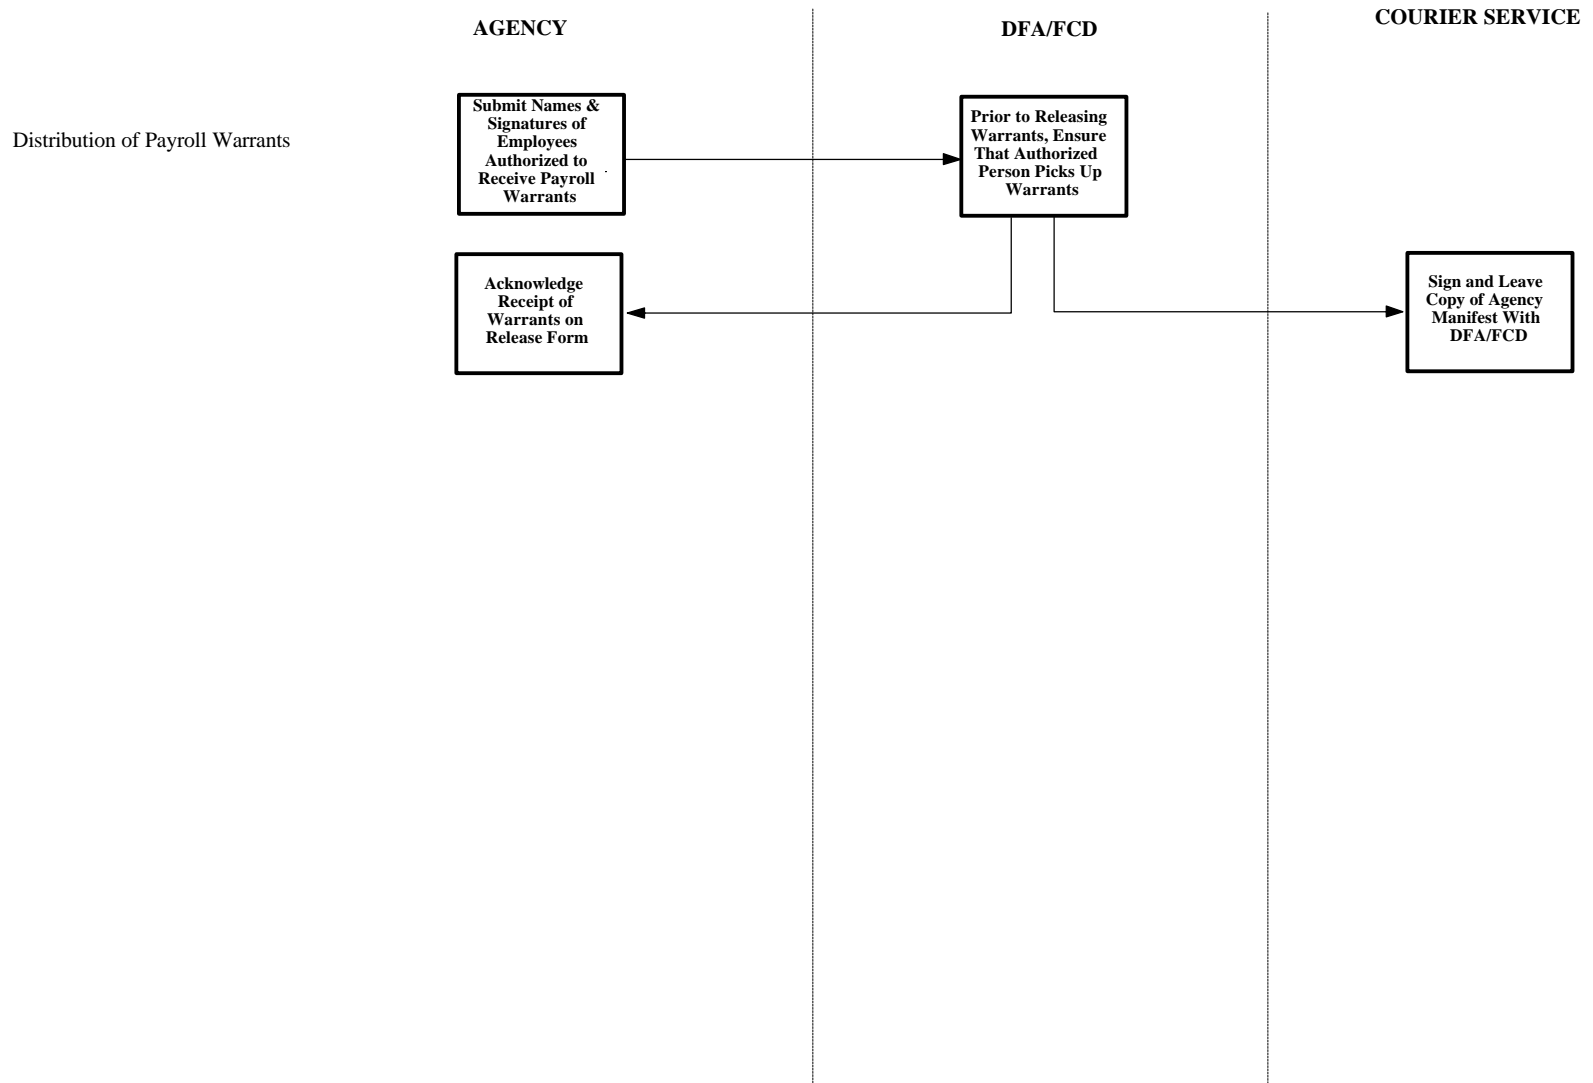 AGENCY
DFA/FCD
COURIER SERVICE
Distribution of Payroll Warrants
Submit Names &
Signatures of
Employees
Authorized to
Receive Payroll
Warrants
Prior to Releasing
Warrants, Ensure
That Authorized
Person Picks Up
Warrants
Acknowledge
Receipt of
Warrants on
Release Form
Sign and Leave
Copy of Agency
Manifest With
DFA/FCD